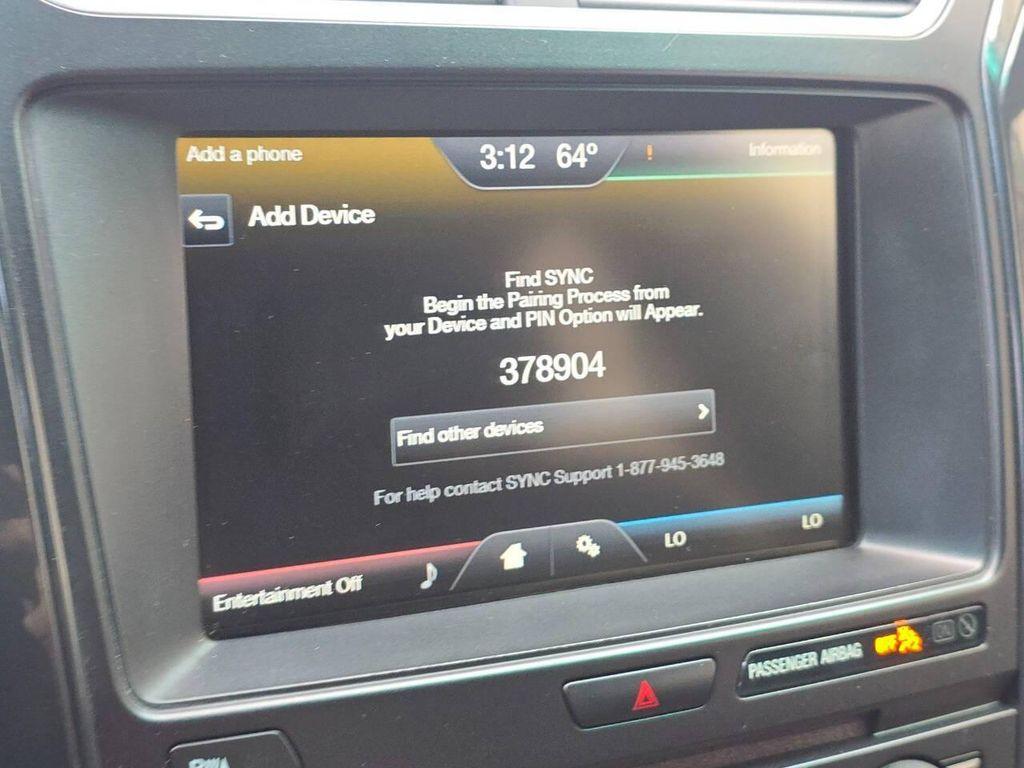 Add a phone
3:12 64°
!
Information
Add Device
Find SYNC
Begin the Pairing Process from
your Device and PIN Option will Appear.
378904
Find other devices
For help contact SYNC Support 1-877-945-3648
Entertainment Off
LO
LO
PASSENGER AIRBAG
OFF